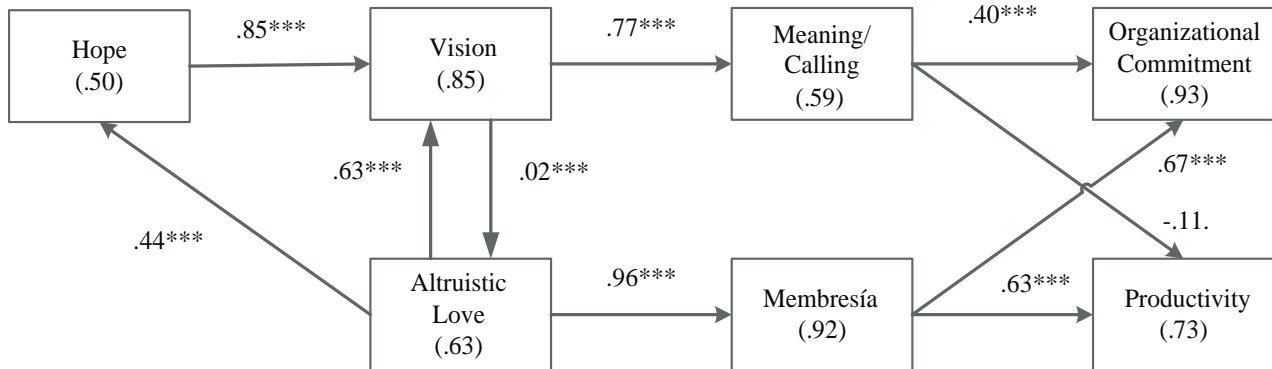 Hope
(.50)
.85***
Vision
(.85)
.77***
Meaning/
Calling
(.59)
.40***
Organizational
Commitment
(.93)
.44***
.63***
.02***
.67***
-.11.
Altruistic
Love
(.63)
.96***
Membresía
(.92)
.63***
Productivity
(.73)